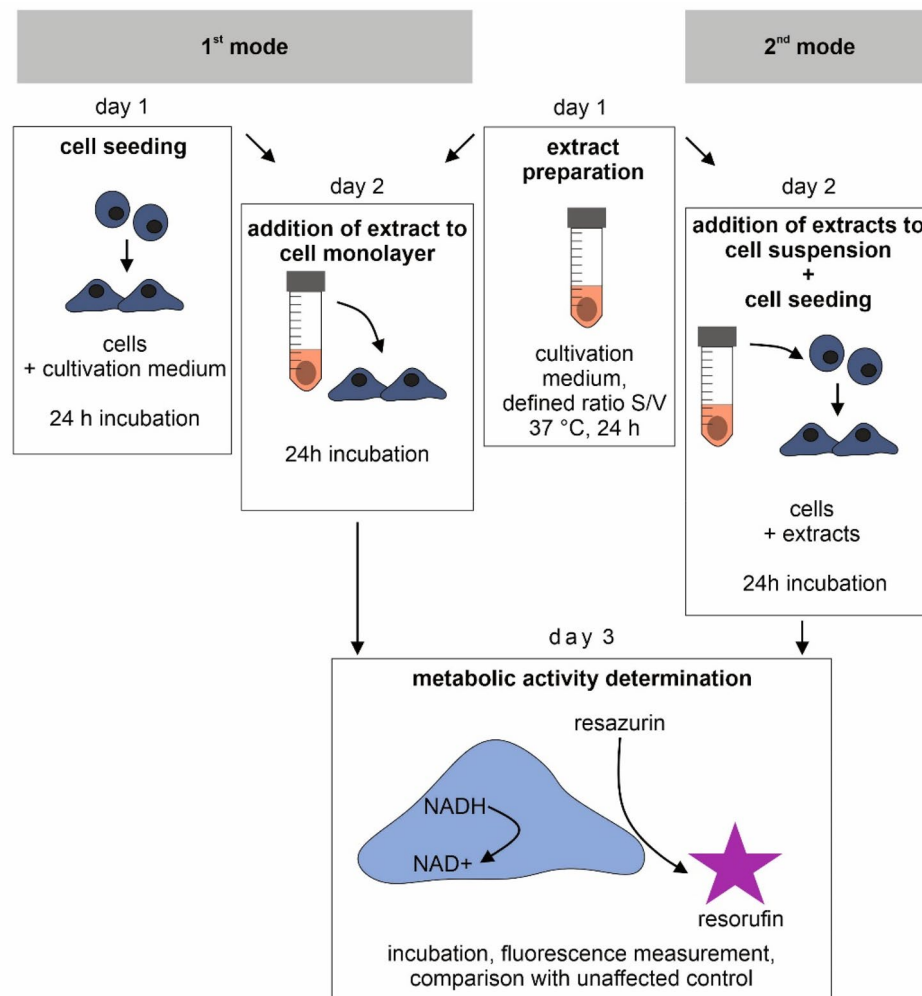 1st mode
2nd mode
day 1
cell seeding
cells
+ cultivation medium
24 h incubation
day 2
addition of extract to
cell monolayer
24h incubation
day 1
extract
preparation
cultivation
medium,
defined ratio S/V
37 °C, 24 h
day 2
addition of extracts to
cell suspension
+
cell seeding
cells
+ extracts
24h incubation
day 3
metabolic activity determination
resazurin
NADH
NAD+
resorufin
incubation, fluorescence measurement,
comparison with unaffected control